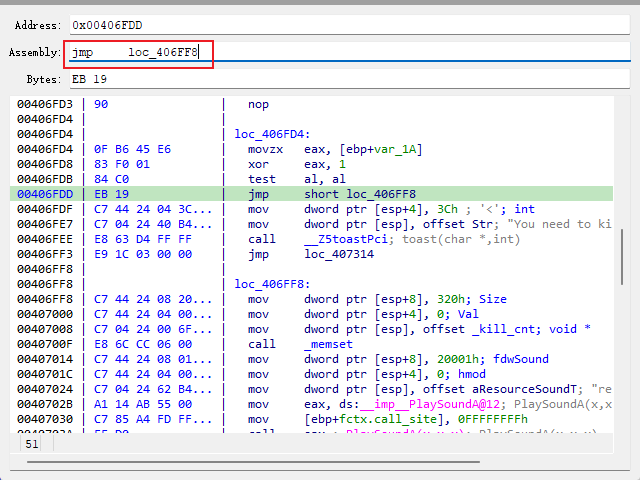 Address: 0x00406FDD
Assembly: jmp loc_406FF8
Bytes: EB 19
00406FD3 | 90 | nop
00406FD4 | |
00406FD4 | | loc_406FD4:
00406FD4 | 0F B6 45 E6 | movzx eax, [ebp+var_1A]
00406FD8 | 83 F0 01 | xor eax, 1
00406FDB | 84 C0 | test al, al
00406FDD | EB 19 | jmp short loc_406FF8
00406FDF | C7 44 24 04 3C... | mov dword ptr [esp+4], 3Ch ; '<'; int
00406FE7 | C7 04 24 40 B4... | mov dword ptr [esp], offset Str; "You need to ki
00406FEE | E8 63 D4 FF FF | call __Z5toastPci; toast(char *,int)
00406FF3 | E9 1C 03 00 00 | jmp loc_407314
00406FF8 | |
00406FF8 | | loc_406FF8:
00406FF8 | C7 44 24 08 20... | mov dword ptr [esp+8], 320h; Size
00407000 | C7 44 24 04 00... | mov dword ptr [esp+4], 0; Val
00407008 | C7 04 24 00 6F... | mov dword ptr [esp], offset _kill_cnt; void *
0040700F | E8 6C CC 06 00 | call _memset
00407014 | C7 44 24 08 01... | mov dword ptr [esp+8], 20001h; fdwSound
0040701C | C7 44 24 04 00... | mov dword ptr [esp+4], 0; hmod
00407024 | C7 04 24 62 B4... | mov dword ptr [esp], offset aResourceSoundT; "re
0040702B | A1 14 AB 55 00 | mov eax, ds:__imp__PlaySoundA@12; PlaySoundA(x,x
00407030 | C7 85 A4 FD FF... | mov [ebp+fctx.call_site], 0FFFFFFFFh
51